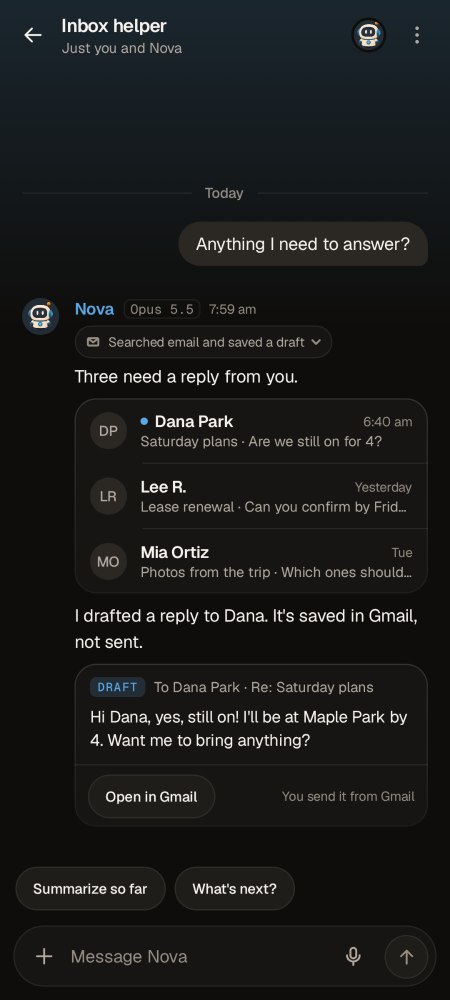 Inbox helper
Just you and Nova
Today
Anything I need to answer?
Nova Opus 5.5 7:59 am
Searched email and saved a draft
Three need a reply from you.
DP
Dana Park 6:40 am
Saturday plans · Are we still on for 4?
LR
Lee R. Yesterday
Lease renewal · Can you confirm by Frid...
MO
Mia Ortiz Tue
Photos from the trip · Which ones should...
I drafted a reply to Dana. It's saved in Gmail,
not sent.
DRAFT To Dana Park · Re: Saturday plans
Hi Dana, yes, still on! I'll be at Maple Park by
4. Want me to bring anything?
Open in Gmail You send it from Gmail
Summarize so far What's next?
Message Nova